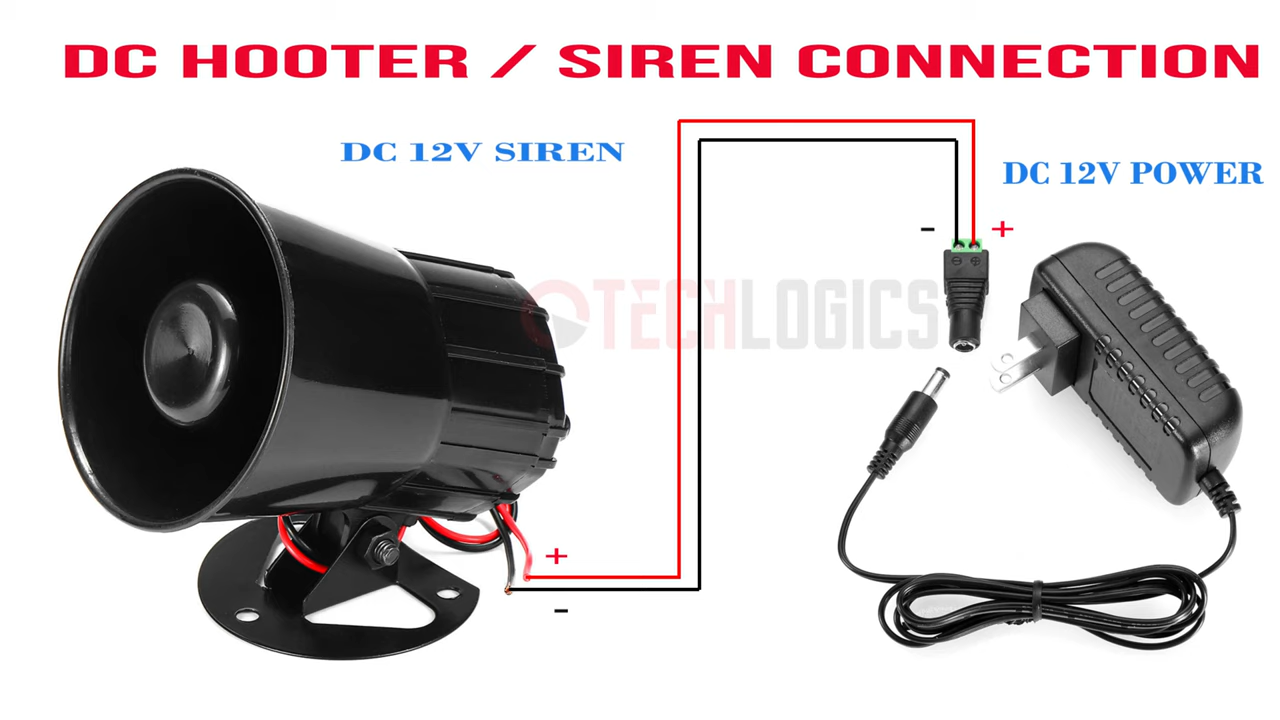 DC HOOTER / SIREN CONNECTION
DC 12V SIREN
DC 12V POWER
- +
TECHLOGICS
+
-